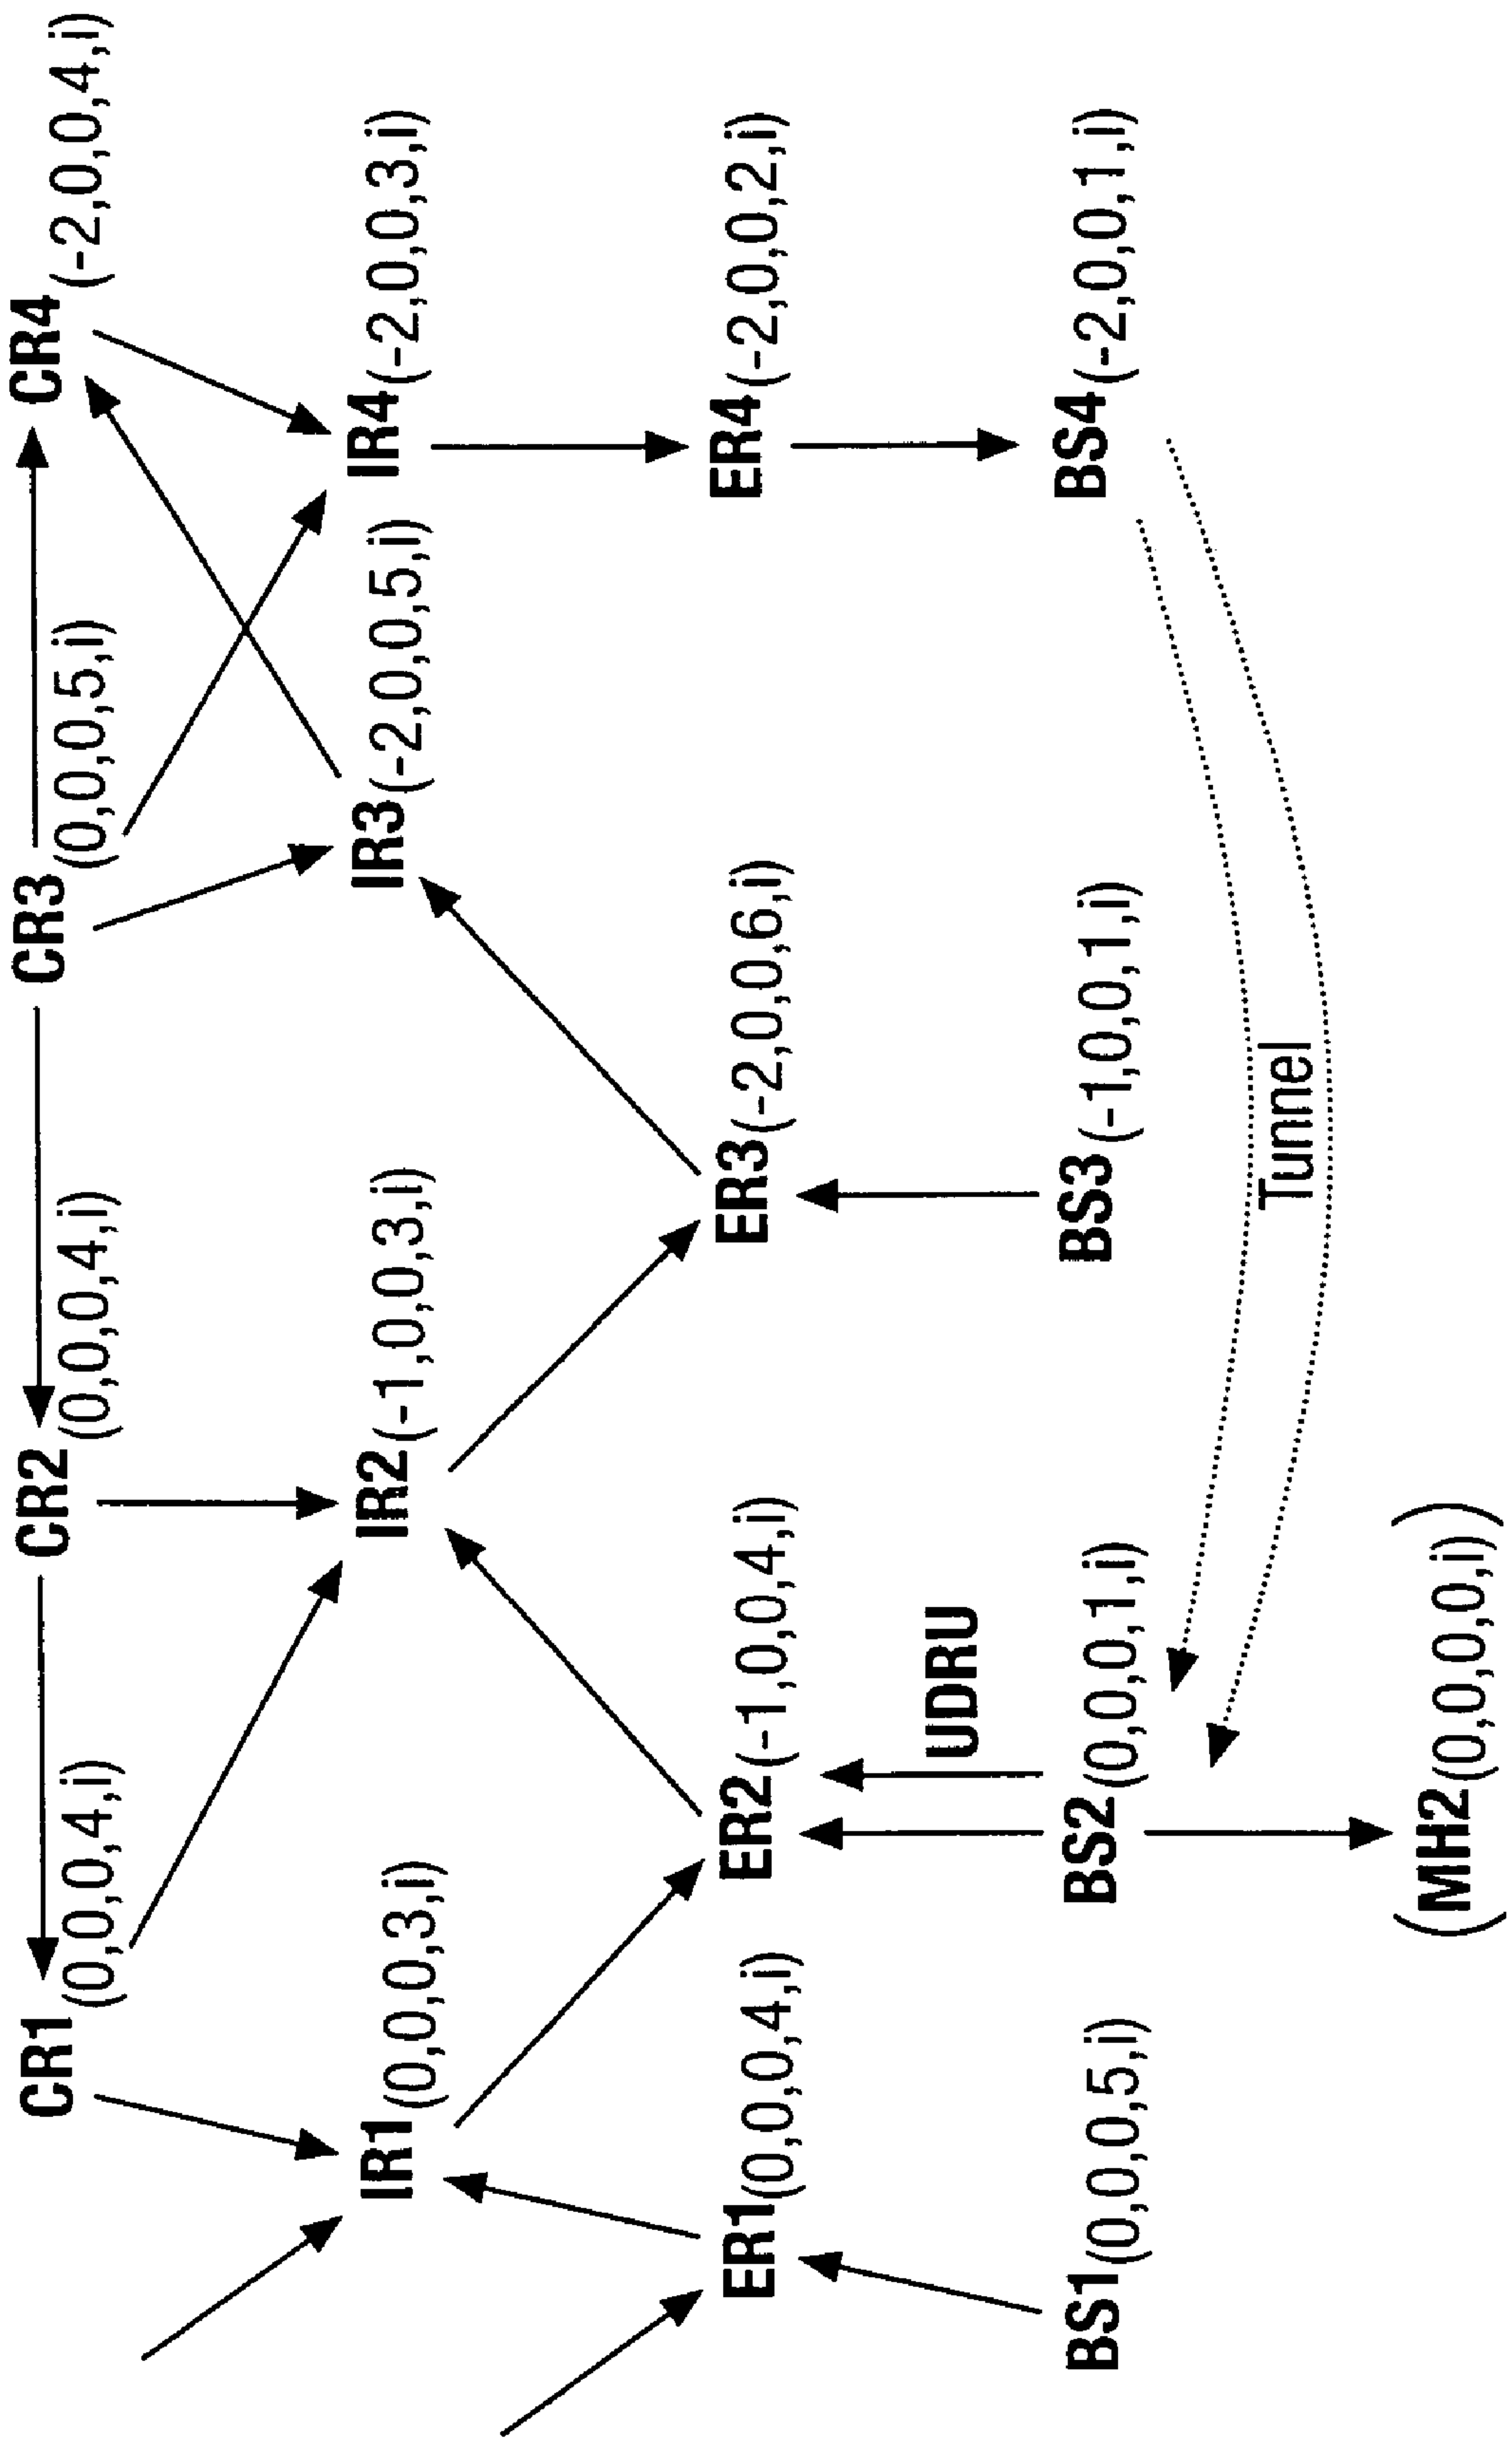 CR1(0,0,0,4,i)
CR2(0,0,0,4,i)
CR3(0,0,0,5,i)
CR4(-2,0,0,4,i)
IR1(0,0,0,3,i)
IR2(-1,0,0,3,i)
IR3(-2,0,0,5,i)
IR4(-2,0,0,3,i)
ER1(0,0,0,4,i)
ER2(-1,0,0,4,i)
ER3(-2,0,0,6,i)
ER4(-2,0,0,2,i)
UDRU
BS1(0,0,0,5,i)
BS2(0,0,0,1,i)
BS3(-1,0,0,1,i)
BS4(-2,0,0,1,i)
Tunnel
(MH2(0,0,0,0,i))